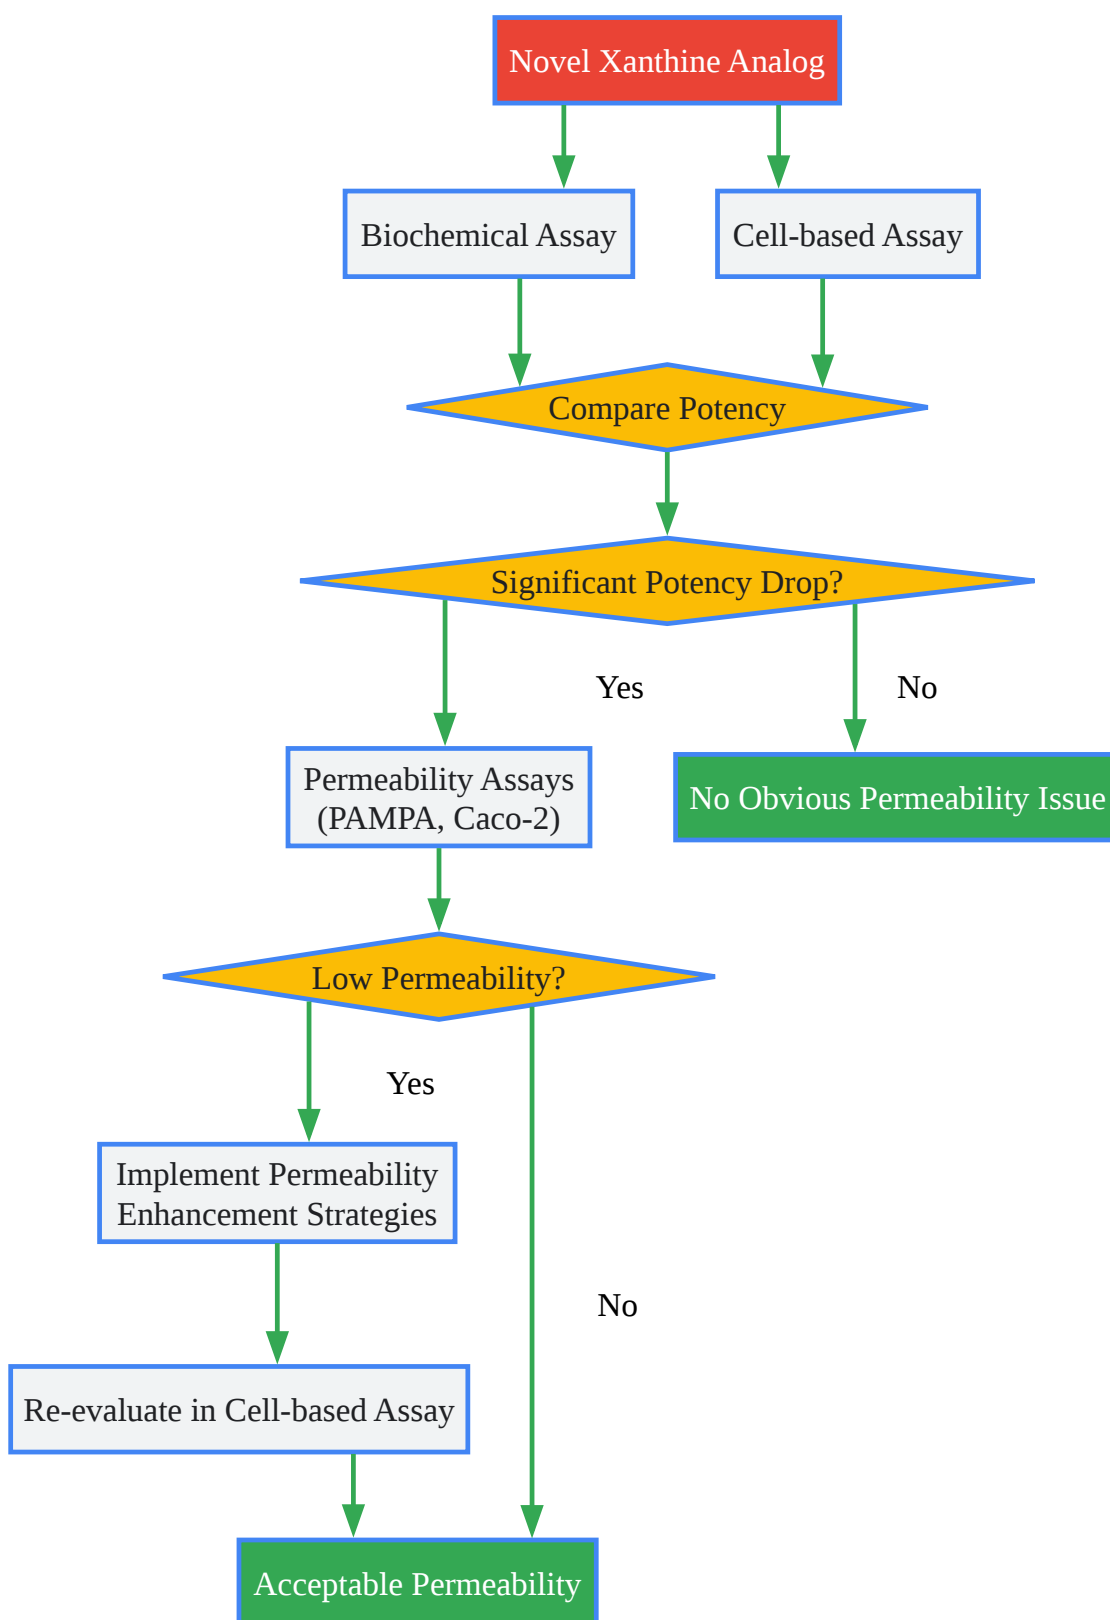 Novel Xanthine Analog
Biochemical Assay
Cell-based Assay
Compare Potency
Significant Potency Drop?
Yes
No
Permeability Assays
(PAMPA, Caco-2)
No Obvious Permeability Issue
Low Permeability?
Yes
Implement Permeability
Enhancement Strategies
No
Re-evaluate in Cell-based Assay
Acceptable Permeability